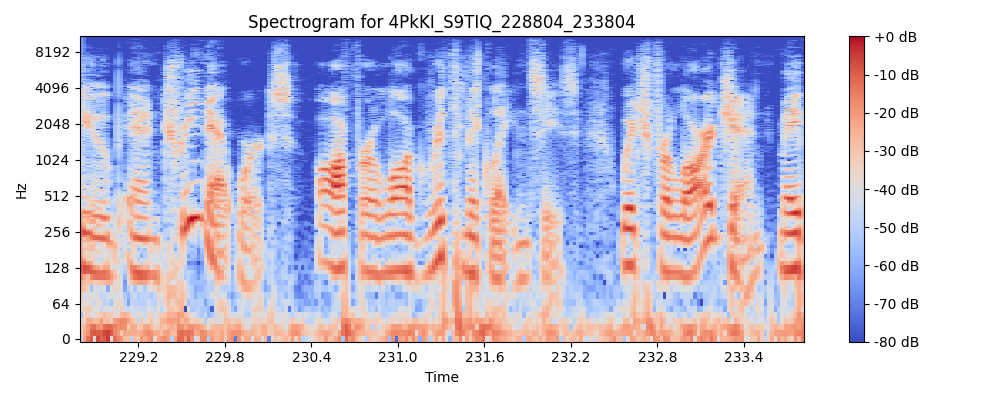 Spectrogram for 4PkKI_S9TIQ_228804_233804
8192
4096
2048
1024
512
256
128
64
0
Hz
229.2 229.8 230.4 231.0 231.6 232.2 232.8 233.4
Time
+0 dB
-10 dB
-20 dB
-30 dB
-40 dB
-50 dB
-60 dB
-70 dB
-80 dB